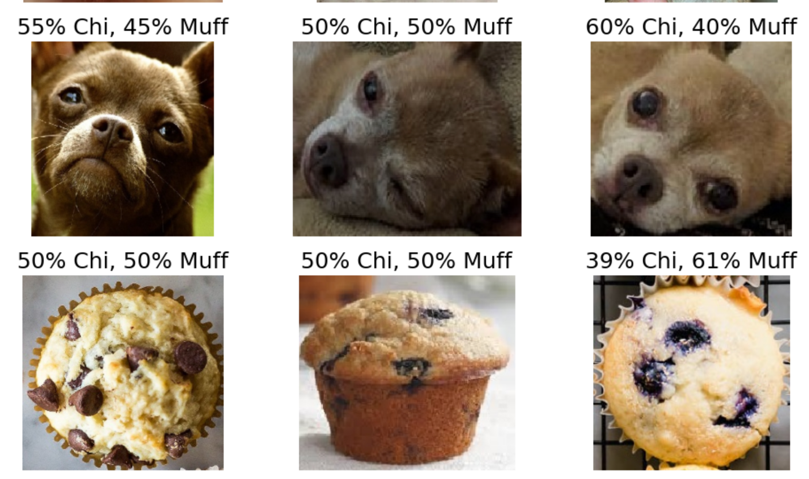 55% Chi, 45% Muff
50% Chi, 50% Muff
60% Chi, 40% Muff
50% Chi, 50% Muff
50% Chi, 50% Muff
39% Chi, 61% Muff